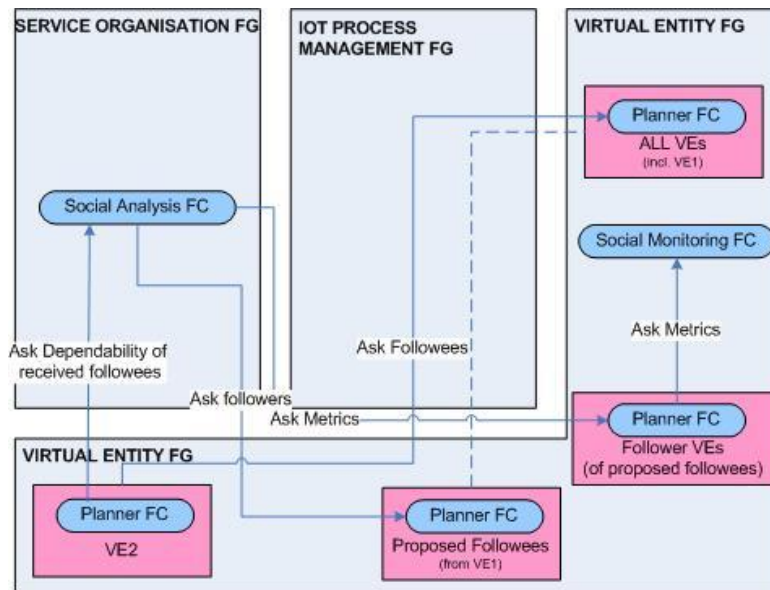 SERVICE ORGANISATION FG
IOT PROCESS
MANAGEMENT FG
VIRTUAL ENTITY FG
Planner FC
ALL VEs
(incl. VE1)
Social Analysis FC
Social Monitoring FC
Ask Dependability of
received followees
Ask Followees
Ask Metrics
Ask followers
Ask Metrics
Planner FC
Follower VEs
(of proposed followees)
VIRTUAL ENTITY FG
Planner FC
VE2
Planner FC
Proposed Followees
(from VE1)